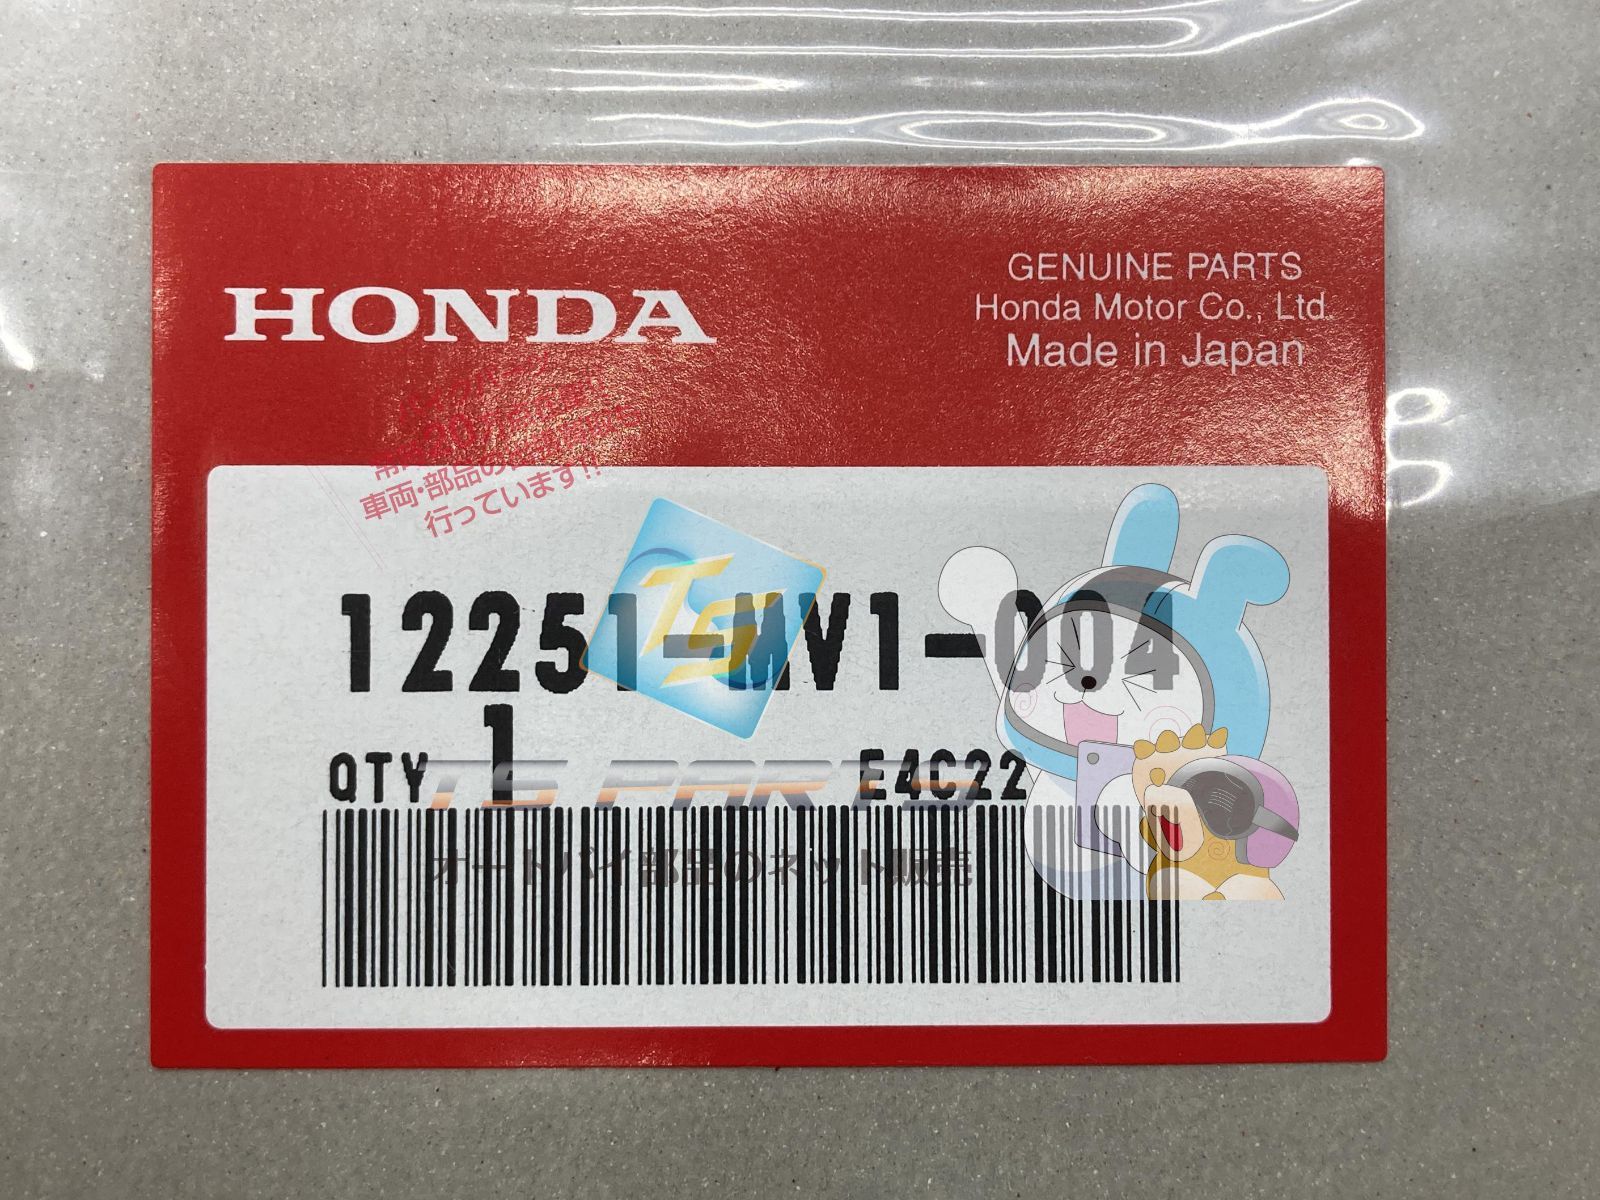 HONDA
GENUINE PARTS
Honda Motor Co., Ltd.
Made in Japan
車両・部品の
行っています!!
TS
12251-MV1-004
QTY 1
E4C22
TS PARTS
オートバイ部品のネット販売